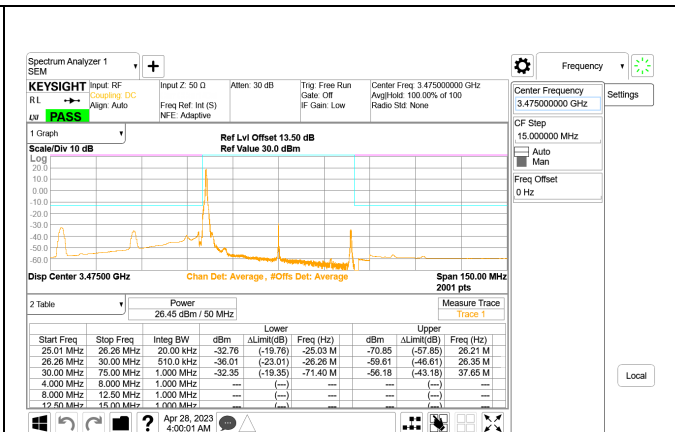 Spectrum Analyzer 1
SEM
Frequency
KEYSIGHT Input: RF
Coupling: DC
Align: Auto
RL
LXI PASS
Input Z: 50 Ω
Freq Ref: Int (S)
NFE: Adaptive
Atten: 30 dB
Trig: Free Run
Gate: Off
IF Gain: Low
Center Freq: 3.475000000 GHz
Avg|Hold: 100.00% of 100
Radio Std: None
Center Frequency
3.475000000 GHz
Settings
CF Step
15.000000 MHz
Auto
Man
Freq Offset
0 Hz
Local
1 Graph
Ref Lvl Offset 13.50 dB
Scale/Div 10 dB
Ref Value 30.0 dBm
Log
20.0
10.0
0.00
-10.0
-20.0
-30.0
-40.0
-50.0
-60.0
Disp Center 3.47500 GHz
Chan Det: Average, #Offs Det: Average
Span 150.00 MHz
2001 pts
2 Table
Power
26.45 dBm / 50 MHz
Measure Trace
Trace 1
Lower Upper
Start Freq Stop Freq Integ BW dBm ΔLimit(dB) Freq (Hz) dBm ΔLimit(dB) Freq (Hz)
25.01 MHz 26.26 MHz 20.00 kHz -32.76 (-19.76) -25.03 M -70.85 (-57.85) 26.21 M
26.26 MHz 30.00 MHz 510.0 kHz -36.01 (-23.01) -26.26 M -59.61 (-46.61) 26.35 M
30.00 MHz 75.00 MHz 1.000 MHz -32.35 (-19.35) -71.40 M -56.18 (-43.18) 37.65 M
4.000 MHz 8.000 MHz 1.000 MHz --- (---) --- --- (---) ---
8.000 MHz 12.50 MHz 1.000 MHz --- (---) --- --- (---) ---
12.50 MHz 15.00 MHz 1.000 MHz --- (---) --- --- (---) ---
?
Apr 28, 2023
4:00:01 AM